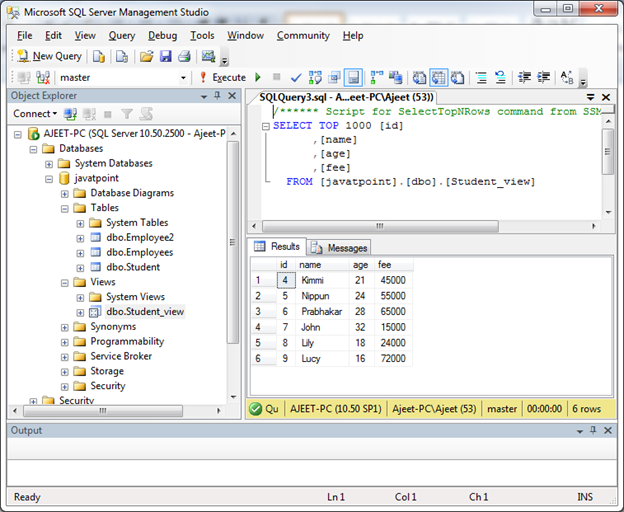 Microsoft SQL Server Management Studio
File Edit View Query Debug Tools Window Community Help
New Query
master Execute
Object Explorer
Connect
AJEET-PC (SQL Server 10.50.2500 - Ajeet-P
Databases
System Databases
javatpoint
Database Diagrams
Tables
System Tables
dbo.Employee2
dbo.Employees
dbo.Student
Views
System Views
dbo.Student_view
Synonyms
Programmability
Service Broker
Storage
Security
Security
SQLQuery3.sql - A...eet-PC\Ajeet (53))
/****** Script for SelectTopNRows command from SSM
SELECT TOP 1000 [id]
,[name]
,[age]
,[fee]
FROM [javatpoint].[dbo].[Student_view]
Results Messages
id name age fee
1 4 Kimmi 21 45000
2 5 Nippun 24 55000
3 6 Prabhakar 28 65000
4 7 John 32 15000
5 8 Lily 18 24000
6 9 Lucy 16 72000
Qu AJEET-PC (10.50 SP1) Ajeet-PC\Ajeet (53) master 00:00:00 6 rows
Output
Ready Ln 1 Col 1 Ch 1 INS